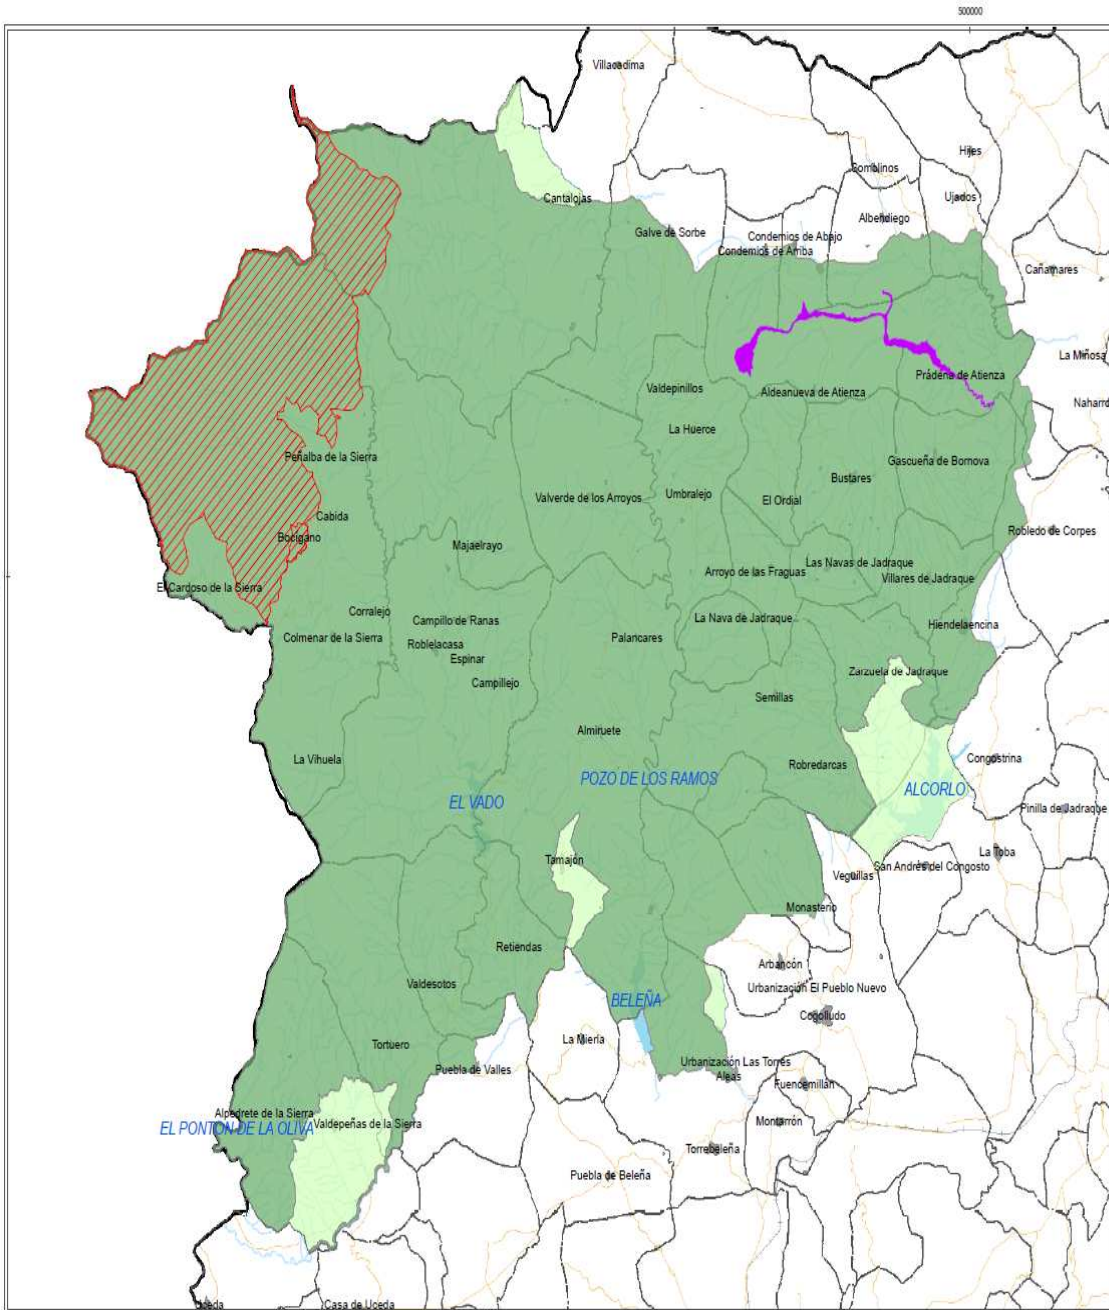 500000
Villacadima
Hijes
Somolinos
Ujados
Cantalojas
Albendiego
Galve de Sorbe
Condemios de Abajo
Condemios de Arriba
Cañamares
La Miñosa
Prádena de Atienza
Valdepinillos
Aldeanueva de Atienza
Naharro
La Huerce
Peñalba de la Sierra
Gascueña de Bornova
Bustares
Umbralejo
Valverde de los Arroyos
El Ordial
Cabida
Robledo de Corpes
Bocigano
Majaelrayo
Las Navas de Jadraque
Arroyo de las Fraguas
Villares de Jadraque
El Cardoso de la Sierra
Corralejo
Campillo de Ranas
La Nava de Jadraque
Hiendelaencina
Colmenar de la Sierra
Palancares
Roblelacasa
Espinar
Zarzuela de Jadraque
Campillejo
Semillas
Almiruete
La Vihuela
Congostrina
Robredarcas
POZO DE LOS RAMOS
ALCORLO
EL VADO
Pinilla de Jadraque
La Toba
Tamajón
San Andrés del Congosto
Veguillas
Monasterio
Retiendas
Arbancón
Valdesotos
Urbanización El Pueblo Nuevo
BELEÑA
Cogolludo
La Mierla
Tortuero
Urbanización Las Torres
Puebla de Valles
Aleas
Fuencemillán
Alpedrete de la Sierra
Montarrón
Valdepeñas de la Sierra
EL PONTON DE LA OLIVA
Torrebeleña
Puebla de Beleña
Uceda
Casa de Uceda